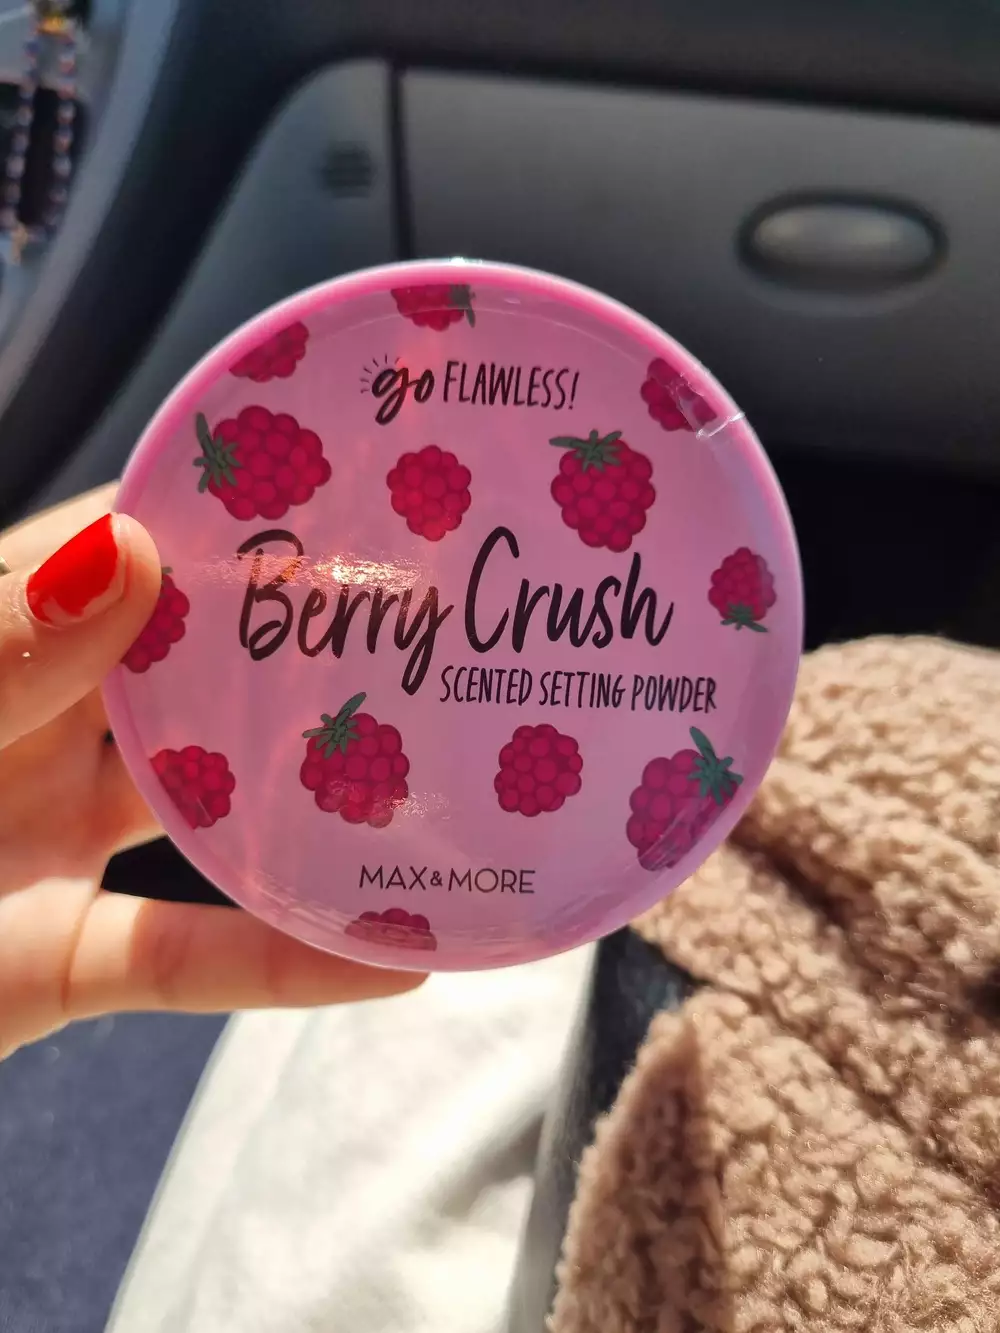 go FLAWLESS!
Berry Crush
SCENTED SETTING POWDER
MAX&MORE